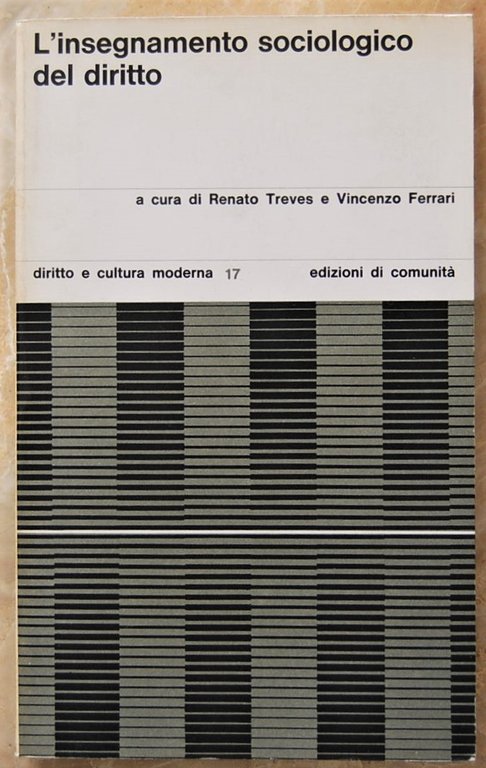 L'insegnamento sociologico
del diritto
a cura di Renato Treves e Vincenzo Ferrari
diritto e cultura moderna 17 edizioni di comunità